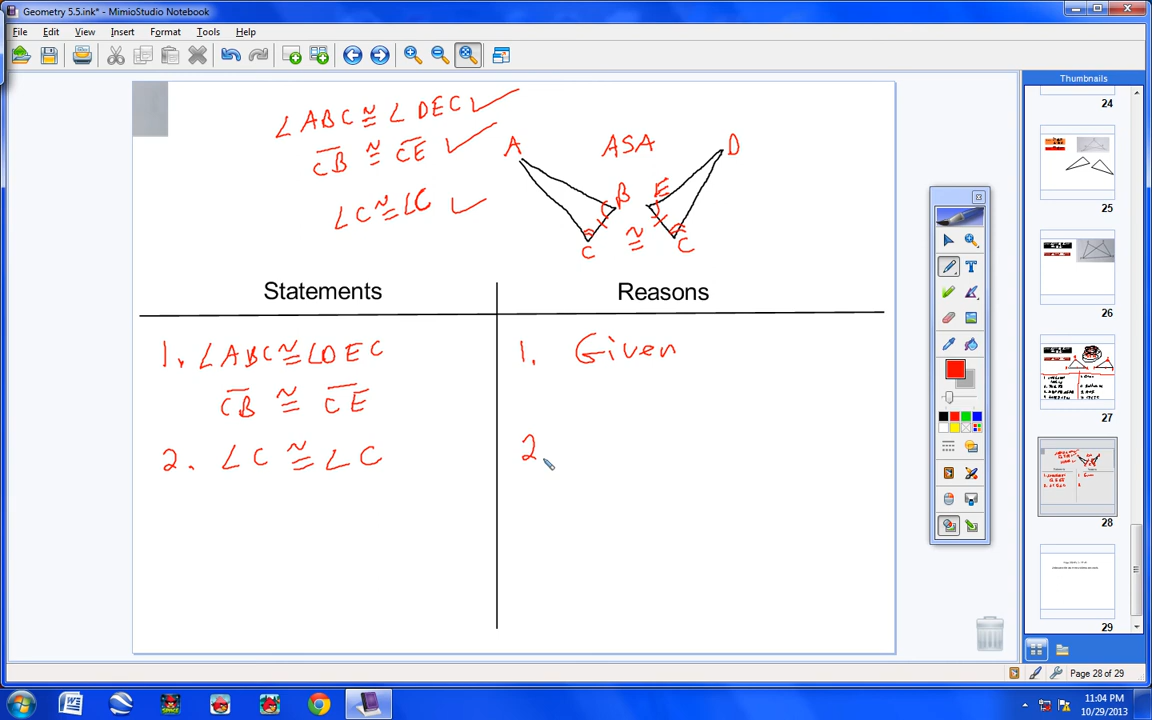 Geometry 5.5.ink* - MimioStudio Notebook
File Edit View Insert Format Tools Help
Thumbnails
∠ABC ≅ ∠DEC ✓
CB ≅ CE ✓
∠C ≅ ∠C ✓
ASA
A
D
B
E
C
≅
C
Statements
Reasons
1. ∠ABC ≅ ∠DEC
1. Given
CB ≅ CE
2. ∠C ≅ ∠C
2.
24
25
26
27
28
29
Page 28 of 29
11:04 PM
10/29/2013